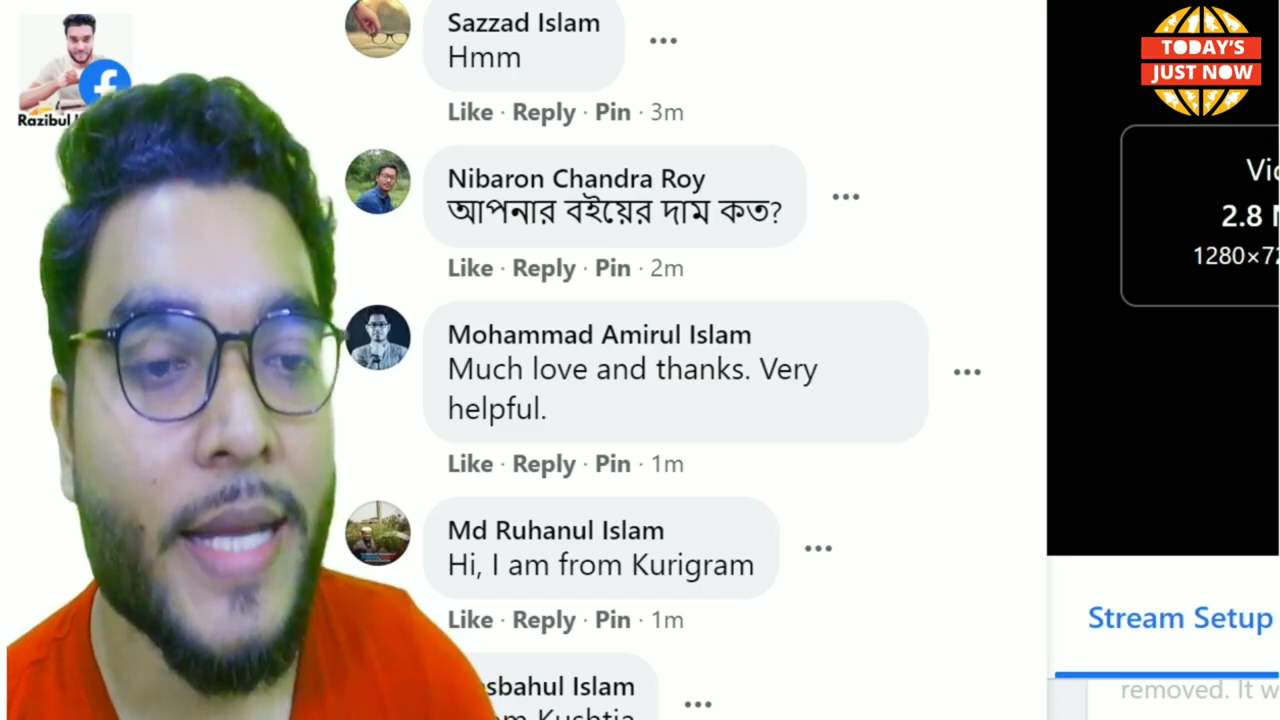 Sazzad Islam
Hmm
Like · Reply · Pin · 3m
Nibaron Chandra Roy
আপনার বইয়ের দাম কত?
Like · Reply · Pin · 2m
Mohammad Amirul Islam
Much love and thanks. Very
helpful.
Like · Reply · Pin · 1m
Md Ruhanul Islam
Hi, I am from Kurigram
Like · Reply · Pin · 1m
Islam
Kushtia
Razibul
TODAY'S
JUST NOW
2.8
Stream Setup
removed. It